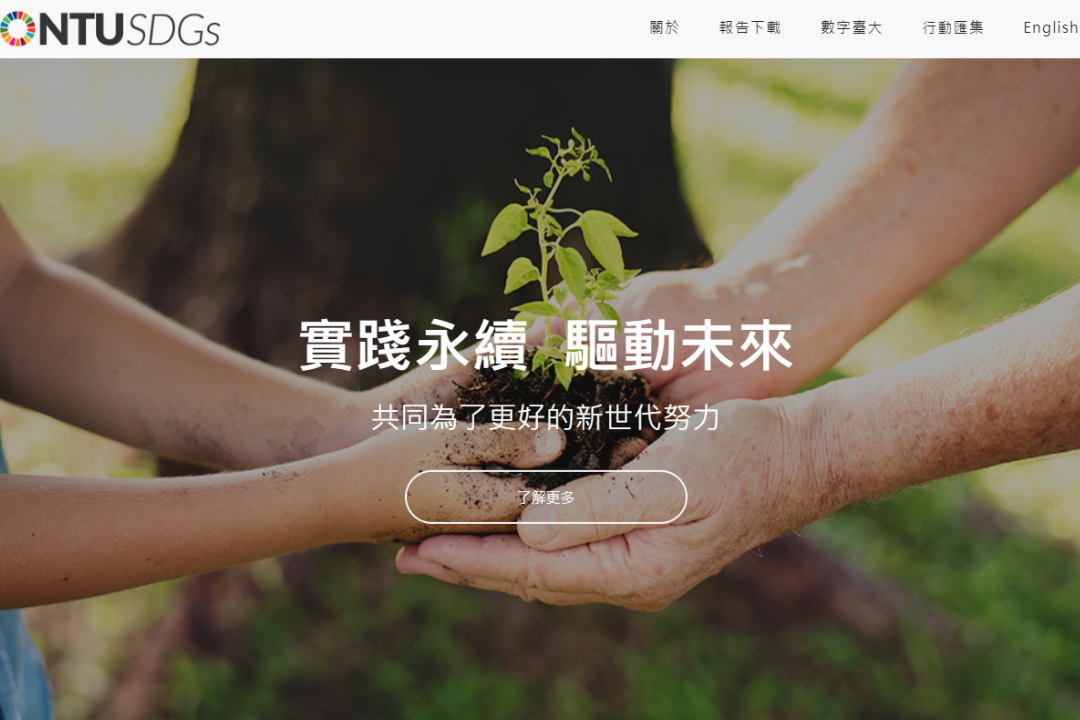 NTUSDGs
關於
報告下載
數字臺大
行動匯集
English
實踐永續 驅動未來
共同為了更好的新世代努力
了解更多